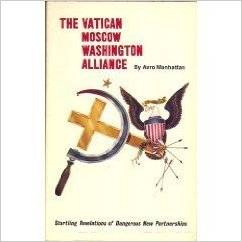 THE VATICAN
MOSCOW
WASHINGTON
ALLIANCE
By Avro Manhattan
Startling Revelations of Dangerous New Partnerships